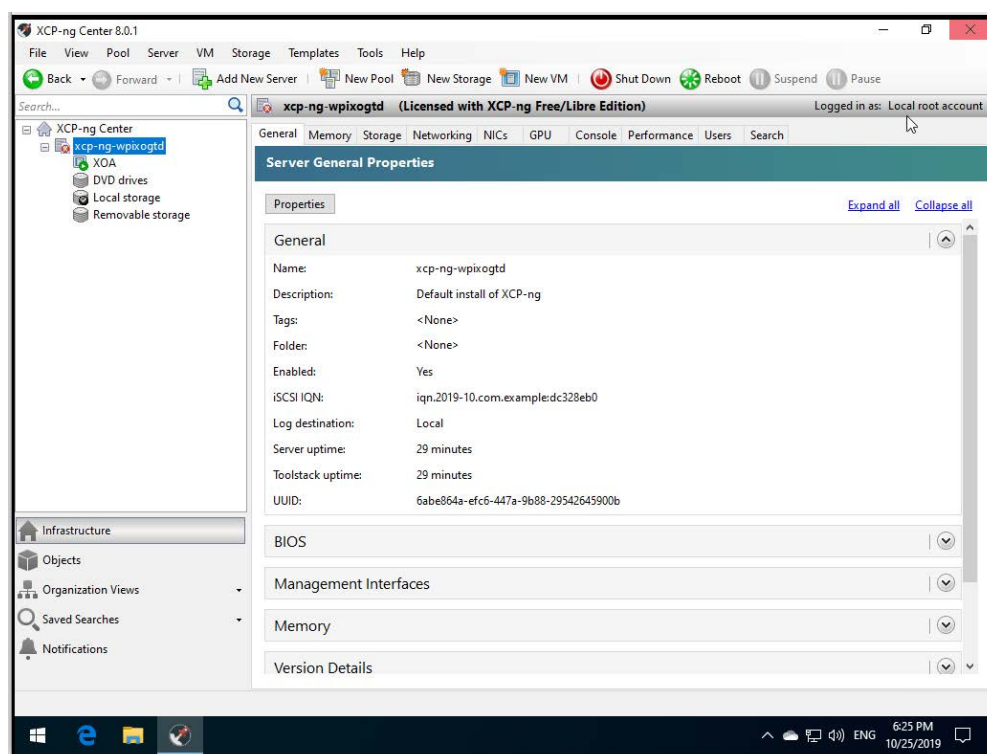 XCP-ng Center 8.0.1
File View Pool Server VM Storage Templates Tools Help
Back Forward Add New Server New Pool New Storage New VM Shut Down Reboot Suspend Pause
Search...
xcp-ng-wpixogtd (Licensed with XCP-ng Free/Libre Edition) Logged in as: Local root account
XCP-ng Center
xcp-ng-wpixogtd
XOA
DVD drives
Local storage
Removable storage
General Memory Storage Networking NICs GPU Console Performance Users Search
Server General Properties
Properties Expand all Collapse all
General
Name: xcp-ng-wpixogtd
Description: Default install of XCP-ng
Tags: <None>
Folder: <None>
Enabled: Yes
iSCSI IQN: iqn.2019-10.com.example:dc328eb0
Log destination: Local
Server uptime: 29 minutes
Toolstack uptime: 29 minutes
UUID: 6abe864a-efc6-447a-9b88-29542645900b
BIOS
Management Interfaces
Memory
Version Details
Infrastructure
Objects
Organization Views
Saved Searches
Notifications
ENG 6:25 PM
10/25/2019